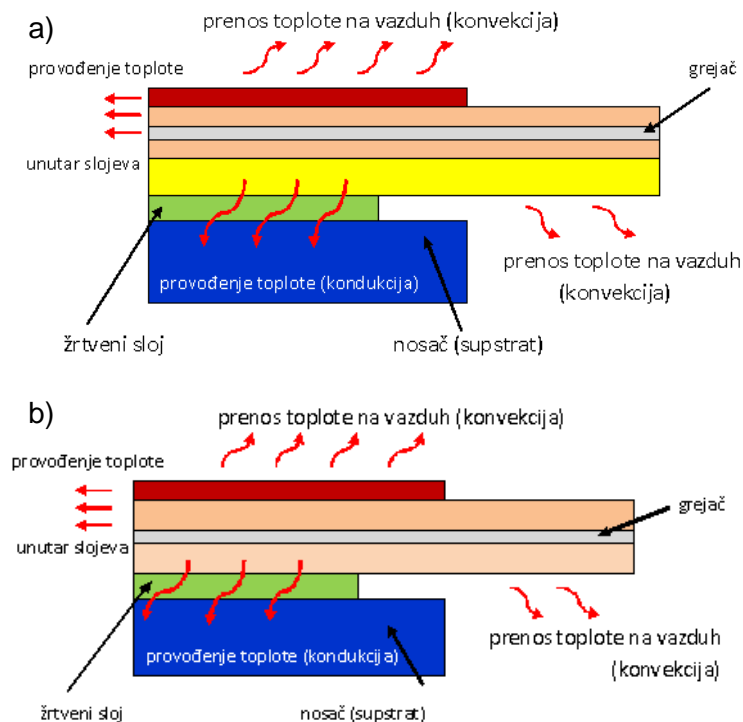 a)
prenos toplote na vazduh (konvekcija)
provođenje toplote
grejač
unutar slojeva
provođenje toplote (kondukcija)
prenos toplote na vazduh
(konvekcija)
žrtveni sloj
nosač (supstrat)
b)
prenos toplote na vazduh (konvekcija)
provođenje toplote
grejač
unutar slojeva
provođenje toplote (kondukcija)
prenos toplote na vazduh
(konvekcija)
žrtveni sloj
nosač (supstrat)